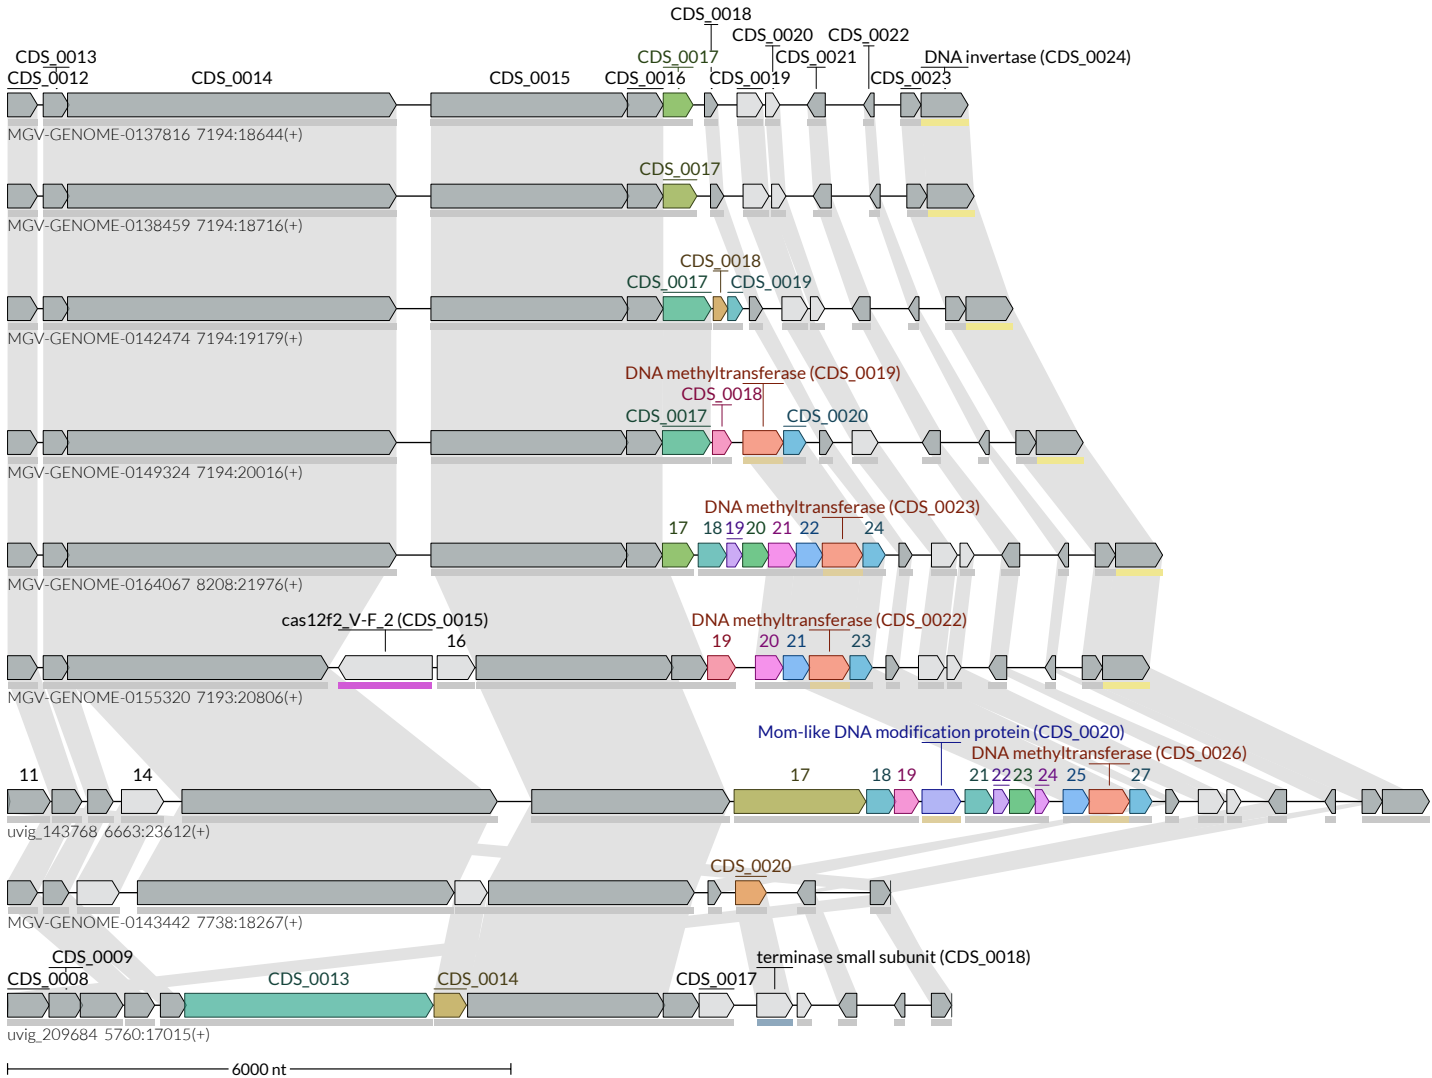 CDS_0018
CDS_0020 CDS_0022
CDS_0013 CDS_0017 CDS_0021 DNA invertase (CDS_0024)
CDS_0012 CDS_0014 CDS_0015 CDS_0016 CDS_0019 CDS_0023
MGV-GENOME-0137816 7194:18644(+)
CDS_0017
MGV-GENOME-0138459 7194:18716(+)
CDS_0018
CDS_0017 CDS_0019
MGV-GENOME-0142474 7194:19179(+)
DNA methyltransferase (CDS_0019)
CDS_0018
CDS_0017 CDS_0020
MGV-GENOME-0149324 7194:20016(+)
DNA methyltransferase (CDS_0023)
17 18 19 20 21 22 24
MGV-GENOME-0164067 8208:21976(+)
cas12f2_V-F_2 (CDS_0015) DNA methyltransferase (CDS_0022)
16 19 20 21 23
MGV-GENOME-0155320 7193:20806(+)
Mom-like DNA modification protein (CDS_0020)
DNA methyltransferase (CDS_0026)
11 14 17 18 19 21 22 23 24 25 27
uvig_143768 6663:23612(+)
CDS_0020
MGV-GENOME-0143442 7738:18267(+)
CDS_0009 terminase small subunit (CDS_0018)
CDS_0008 CDS_0013 CDS_0014 CDS_0017
uvig_209684 5760:17015(+)
6000 nt